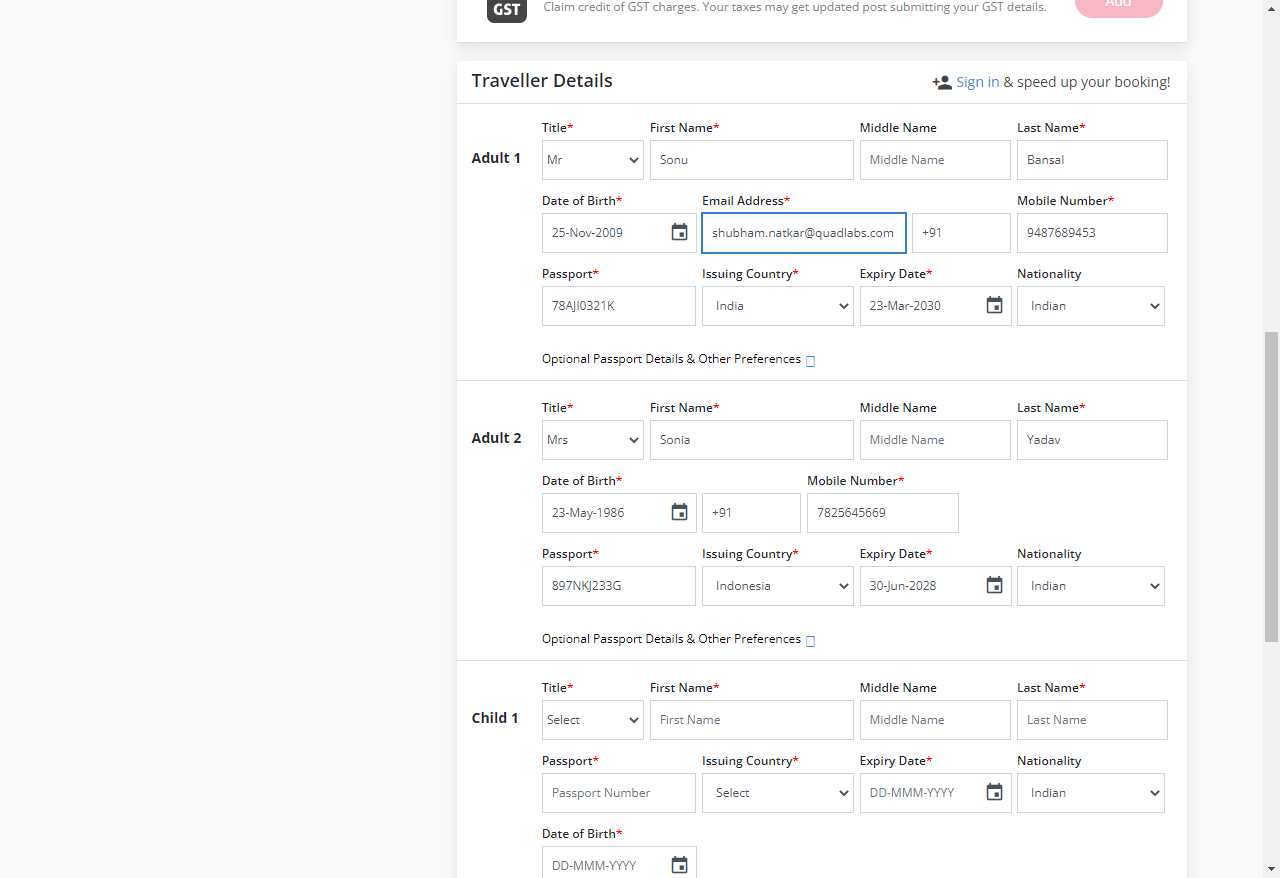 GST Claim credit of GST charges. Your taxes may get updated post submitting your GST details. Add
Traveller Details Sign in & speed up your booking!
Title* First Name* Middle Name Last Name*
Adult 1 Mr Sonu Middle Name Bansal
Date of Birth* Email Address* Mobile Number*
25-Nov-2009 shubham.natkar@quadlabs.com +91 9487689453
Passport* Issuing Country* Expiry Date* Nationality
78AJI0321K India 23-Mar-2030 Indian
Optional Passport Details & Other Preferences
Title* First Name* Middle Name Last Name*
Adult 2 Mrs Sonia Middle Name Yadav
Date of Birth* Mobile Number*
23-May-1986 +91 7825645669
Passport* Issuing Country* Expiry Date* Nationality
897NKJ233G Indonesia 30-Jun-2028 Indian
Optional Passport Details & Other Preferences
Title* First Name* Middle Name Last Name*
Child 1 Select First Name Middle Name Last Name
Passport* Issuing Country* Expiry Date* Nationality
Passport Number Select DD-MMM-YYYY Indian
Date of Birth*
DD-MMM-YYYY